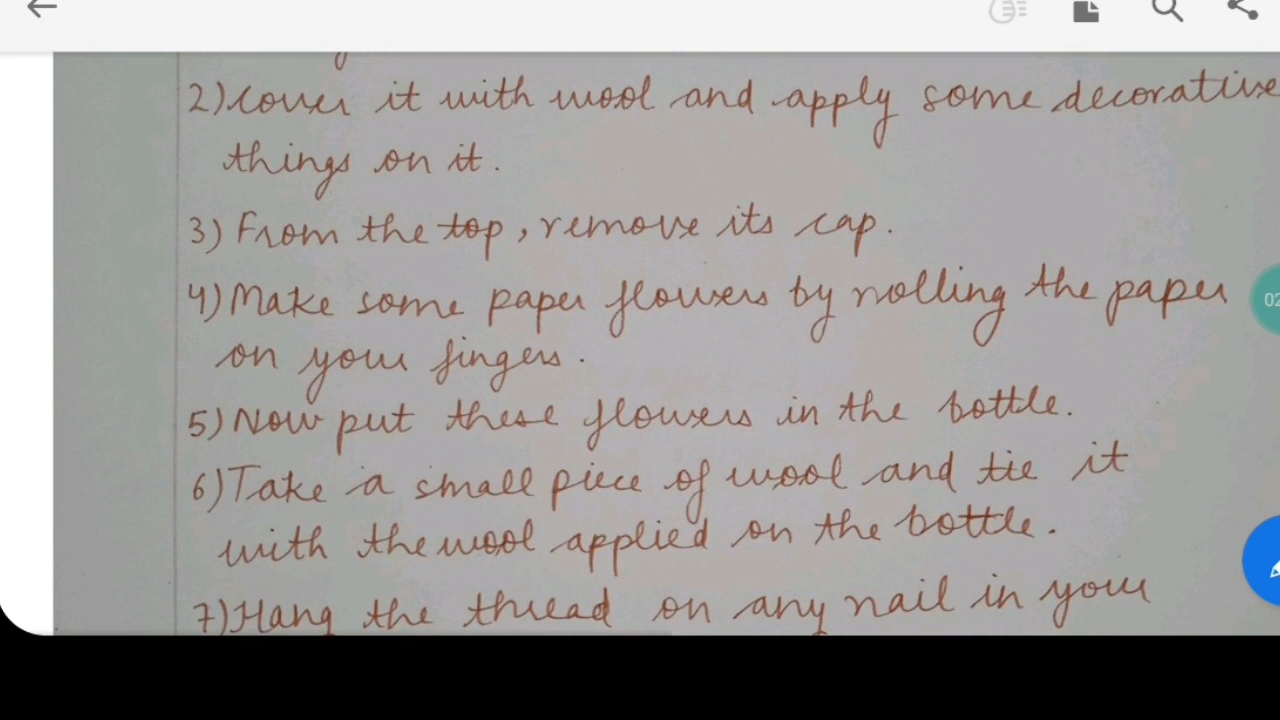 2) Cover it with wool and apply some decorative
things on it.
3) From the top, remove its cap.
4) Make some paper flowers by rolling the paper
on your fingers.
5) Now put these flowers in the bottle.
6) Take a small piece of wool and tie it
with the wool applied on the bottle.
7) Hang the thread on any nail in your
02